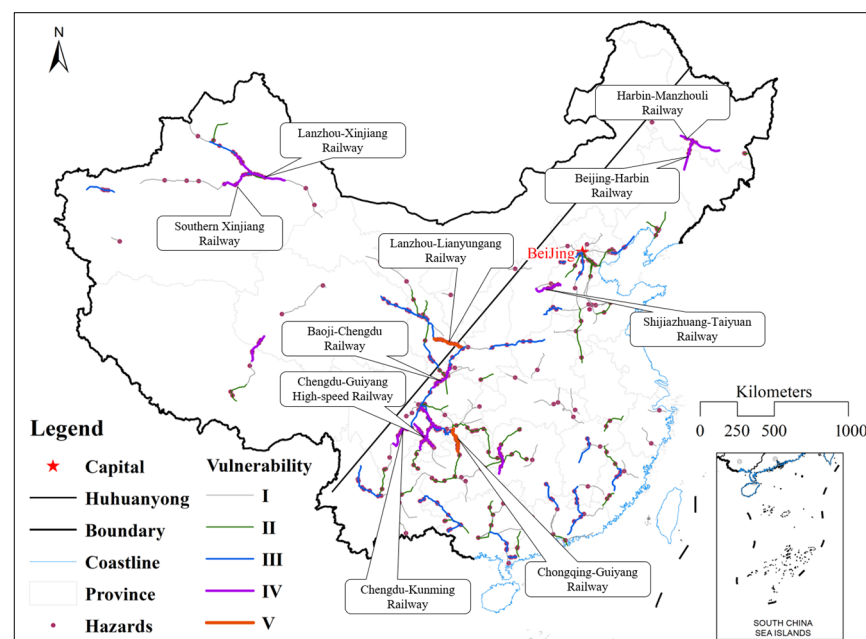 N
Harbin-Manzhouli
Railway
Lanzhou-Xinjiang
Railway
Beijing-Harbin
Railway
Southern Xinjiang
Railway
Lanzhou-Lianyungang
Railway
BeiJing
Shijiazhuang-Taiyuan
Railway
Baoji-Chengdu
Railway
Chengdu-Guiyang
High-speed Railway
Kilometers
0 250 500 1000
Legend
Capital
Huhuanyong
Boundary
Coastline
Province
Hazards
Vulnerability
I
II
III
IV
V
Chengdu-Kunming
Railway
Chongqing-Guiyang
Railway
SOUTH CHINA
SEA ISLANDS